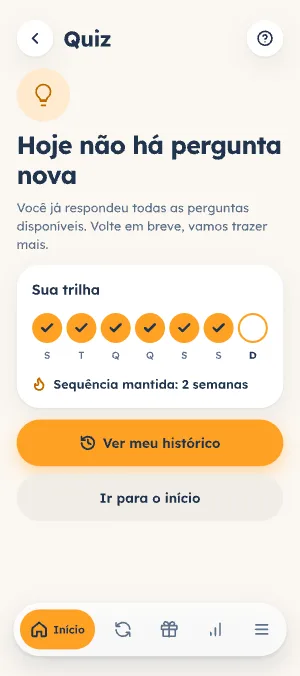 Quiz
Hoje não há pergunta
nova
Você já respondeu todas as perguntas
disponíveis. Volte em breve, vamos trazer
mais.
Sua trilha
S T Q Q S S D
Sequência mantida: 2 semanas
Ver meu histórico
Ir para o início
Início